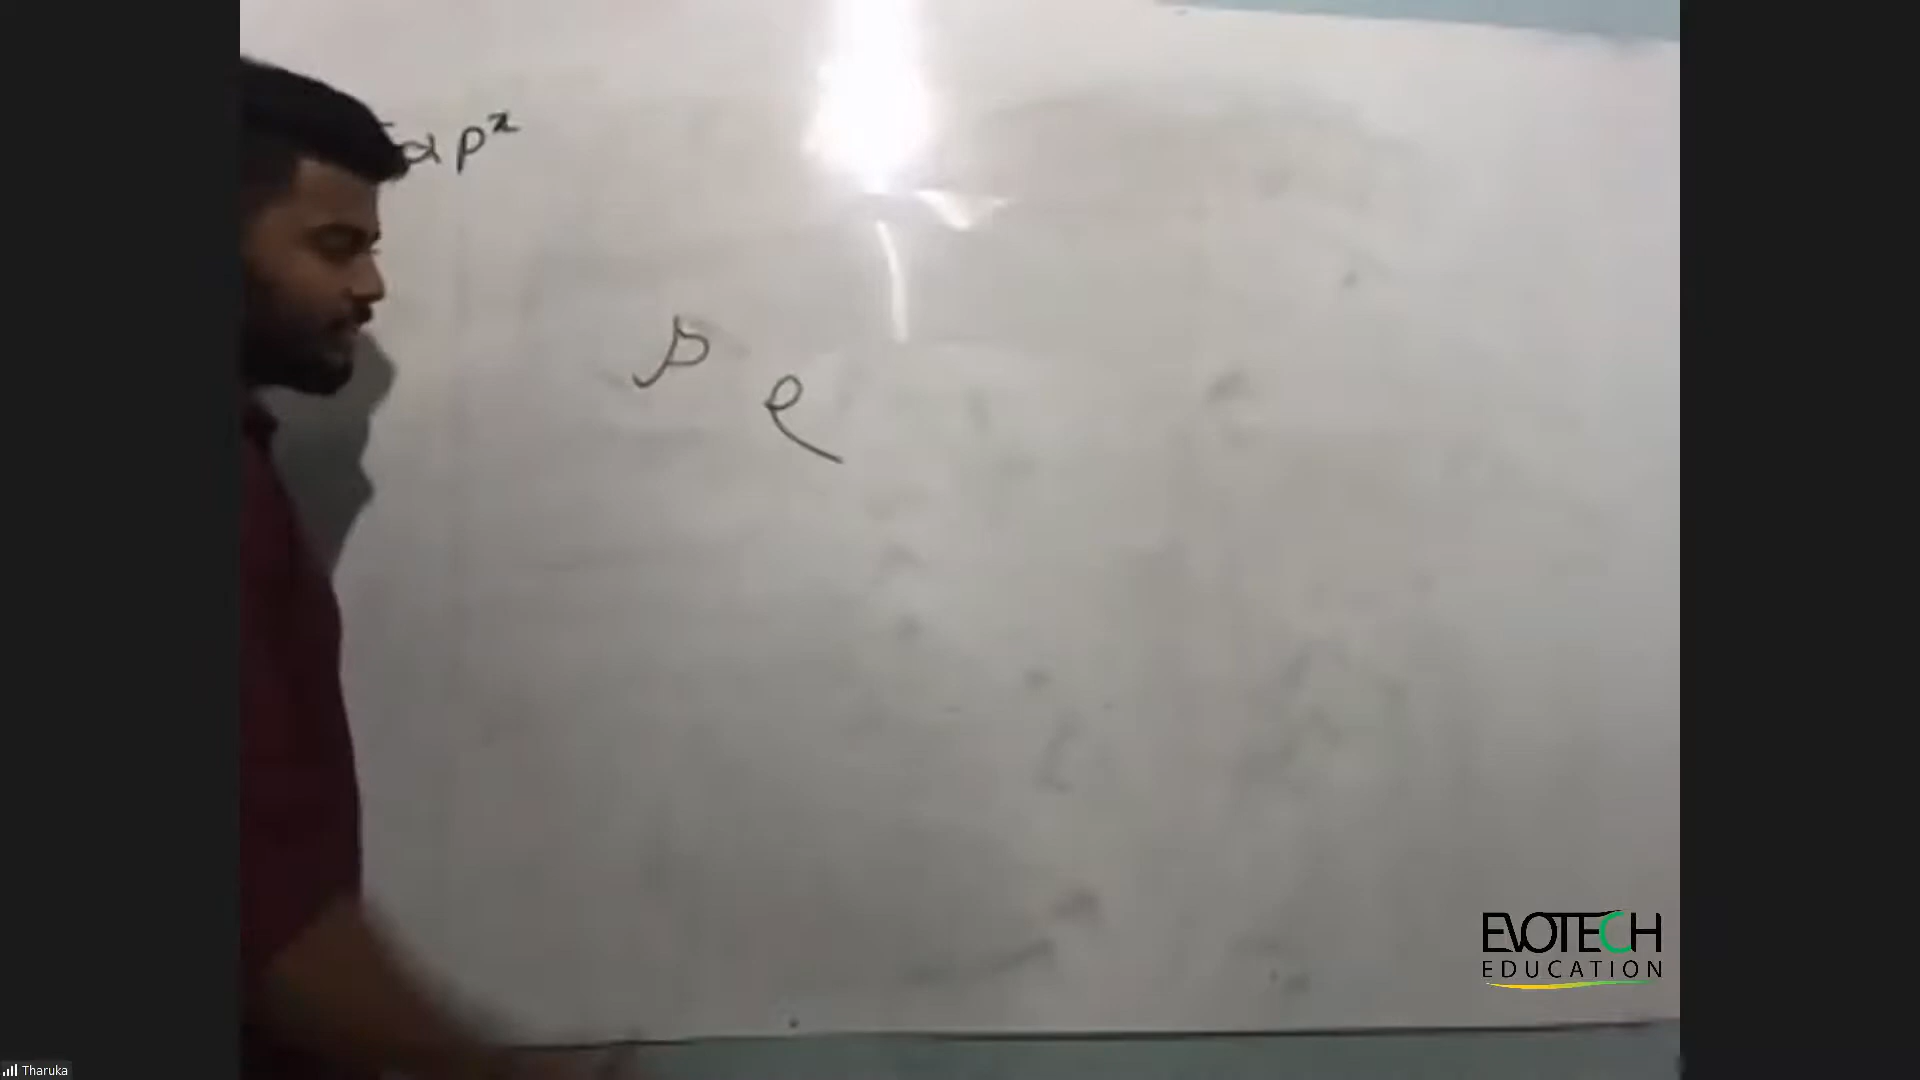 α ρ^x
ρ
e
EVOTECH
EDUCATION
Tharuka